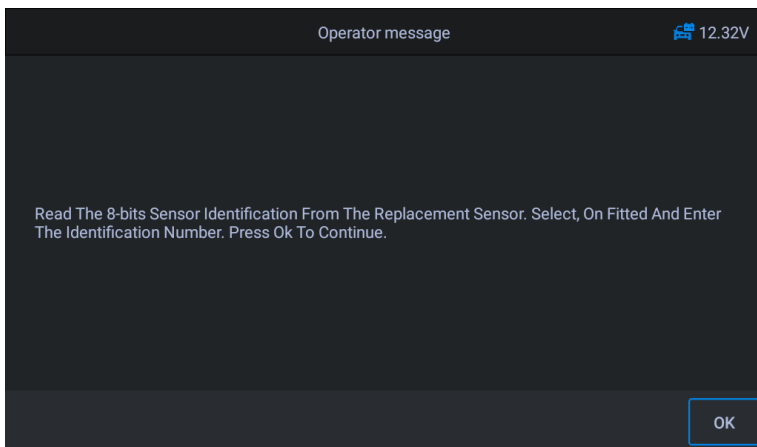 Operator message
12.32V
Read The 8-bits Sensor Identification From The Replacement Sensor. Select, On Fitted And Enter
The Identification Number. Press Ok To Continue.
OK